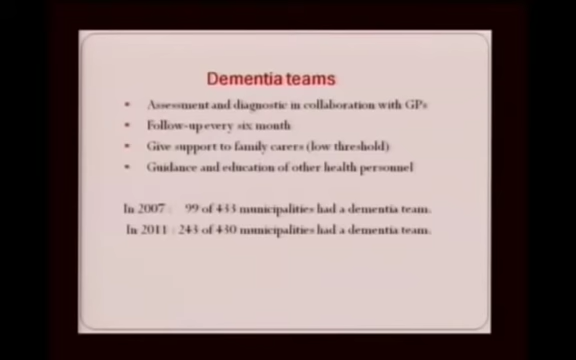 Dementia teams
• Assessment and diagnostic in collaboration with GPs
• Follow-up every six month
• Give support to family carers (low threshold)
• Guidance and education of other health personnel
In 2007 : 99 of 433 municipalities had a dementia team.
In 2011 : 243 of 430 municipalities had a dementia team.